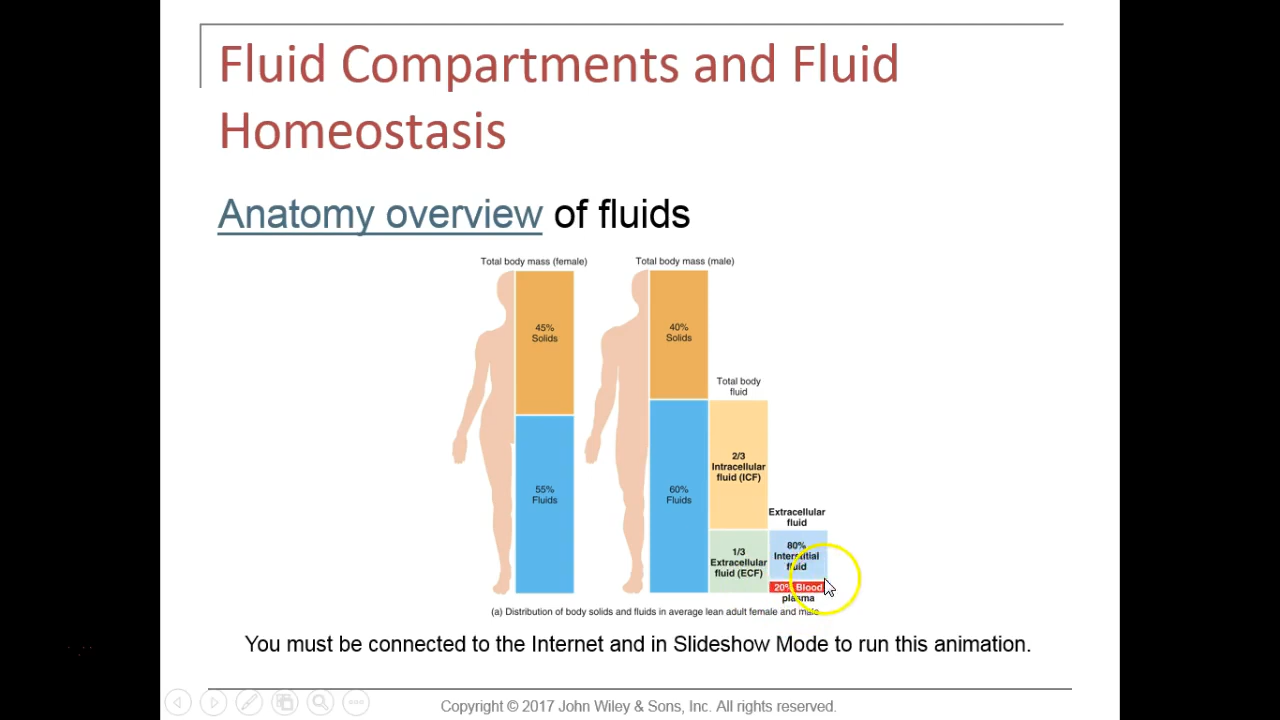 Fluid Compartments and Fluid
Homeostasis
Anatomy overview of fluids
Total body mass (female)
Total body mass (male)
45%
Solids
40%
Solids
Total body
fluid
55%
Fluids
60%
Fluids
2/3
Intracellular
fluid (ICF)
Extracellular
fluid
1/3
Extracellular
fluid (ECF)
80%
Interstitial
fluid
20% Blood
plasma
(a) Distribution of body solids and fluids in average lean adult female and male
You must be connected to the Internet and in Slideshow Mode to run this animation.
Copyright © 2017 John Wiley & Sons, Inc. All rights reserved.